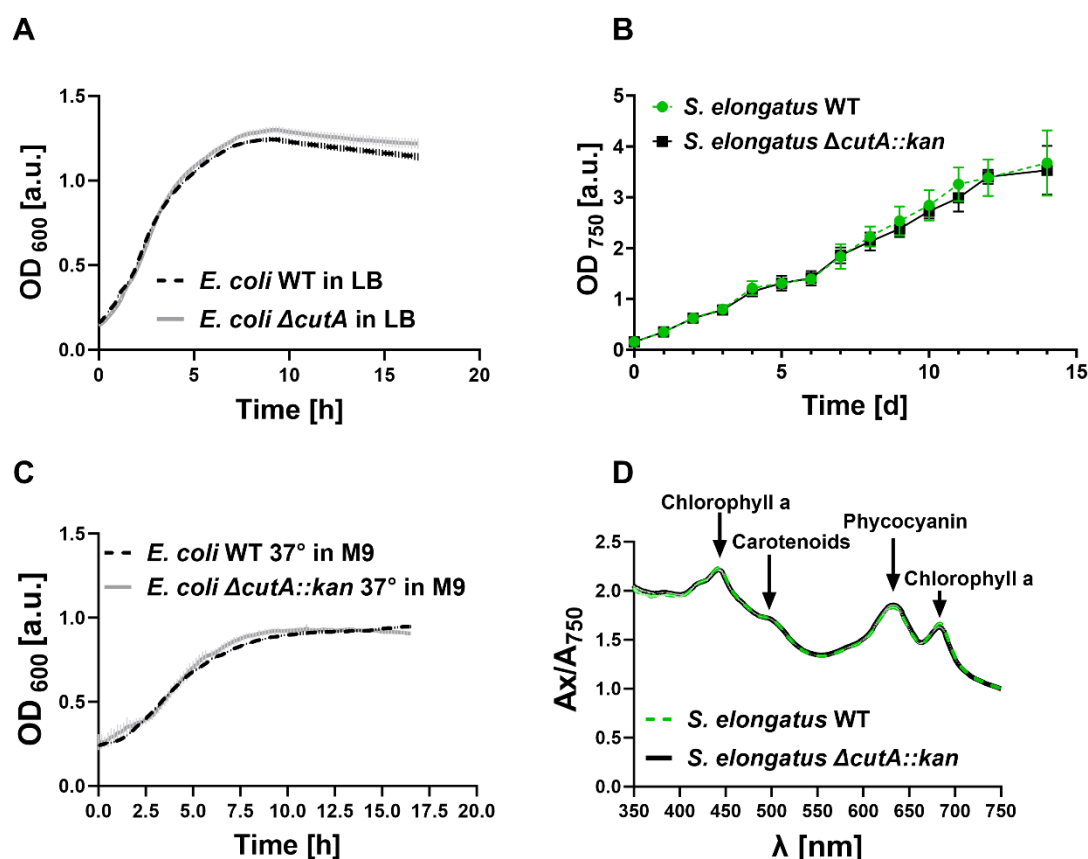 A
1.5
1.0
0.5
0.0
OD 600 [a.u.]
E. coli WT in LB
E. coli ΔcutA in LB
0 5 10 15 20
Time [h]
B
5
4
3
2
1
0
OD 750 [a.u.]
S. elongatus WT
S. elongatus ΔcutA::kan
0 5 10 15
Time [d]
C
1.5
1.0
0.5
0.0
OD 600 [a.u.]
E. coli WT 37° in M9
E. coli ΔcutA::kan 37° in M9
0.0 2.5 5.0 7.5 10.0 12.5 15.0 17.5 20.0
Time [h]
D
Chlorophyll a
Carotenoids
Phycocyanin
Chlorophyll a
2.5
2.0
1.5
1.0
0.5
0.0
Ax/A750
S. elongatus WT
S. elongatus ΔcutA::kan
350 400 450 500 550 600 650 700 750
λ [nm]